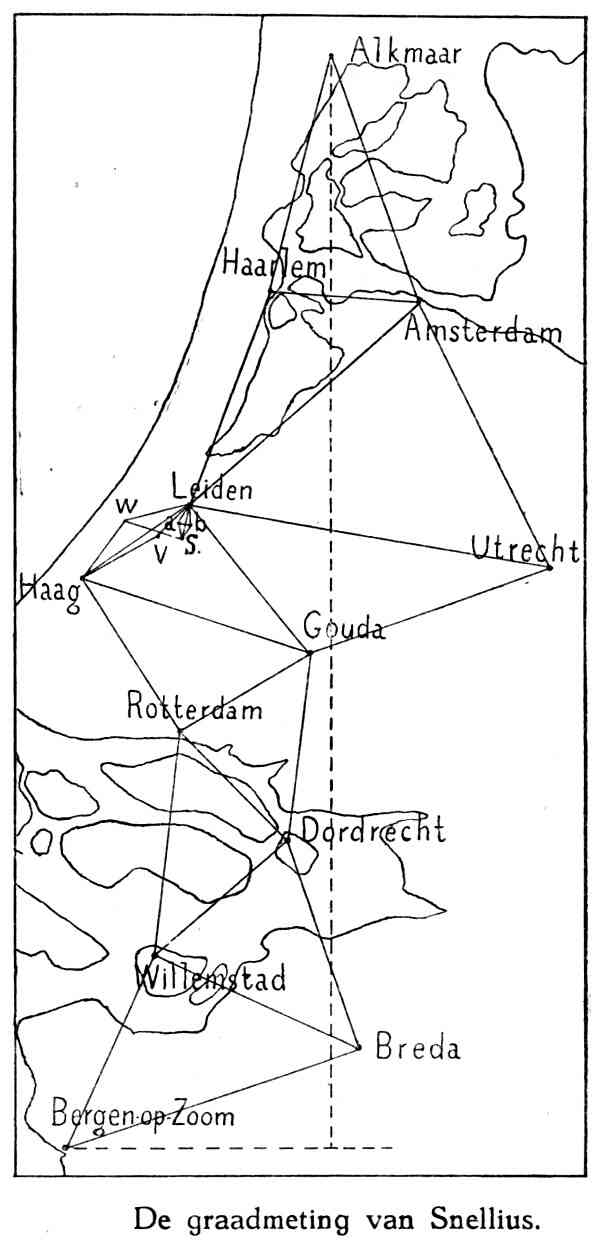 Alkmaar
Haarlem
Amsterdam
Leiden
W
a
b
V
S.
Utrecht
Haag
Gouda
Rotterdam
Dordrecht
Willemstad
Breda
Bergen-op-Zoom
De graadmeting van Snellius.